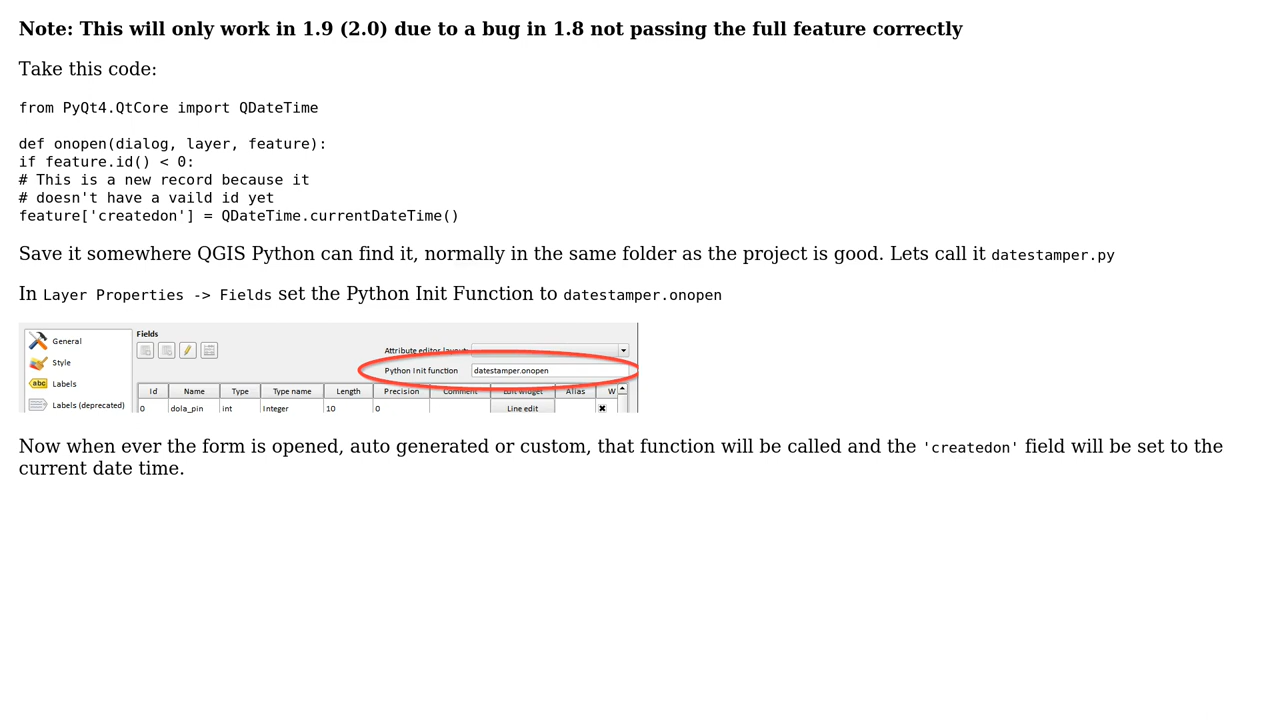 Note: This will only work in 1.9 (2.0) due to a bug in 1.8 not passing the full feature correctly
Take this code:
from PyQt4.QtCore import QDateTime
def onopen(dialog, layer, feature):
if feature.id() < 0:
# This is a new record because it
# doesn't have a vaild id yet
feature['createdon'] = QDateTime.currentDateTime()
Save it somewhere QGIS Python can find it, normally in the same folder as the project is good. Lets call it datestamper.py
In Layer Properties -> Fields set the Python Init Function to datestamper.onopen
General
Style
Labels
Labels (deprecated)
Fields
Attribute editor layout:
Python Init function datestamper.onopen
Id Name Type Type name Length Precision Comment Edit widget Alias W
0 dola_pin int Integer 10 0 Line edit
Now when ever the form is opened, auto generated or custom, that function will be called and the 'createdon' field will be set to the
current date time.